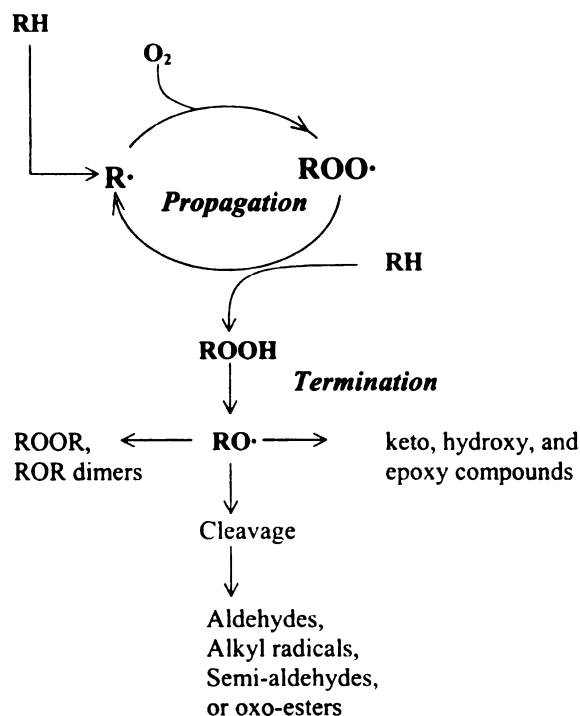 RH
O₂
R·
ROO·
Propagation
RH
ROOH
Termination
ROOR,
ROR dimers
RO·
keto, hydroxy, and
epoxy compounds
Cleavage
Aldehydes,
Alkyl radicals,
Semi-aldehydes,
or oxo-esters